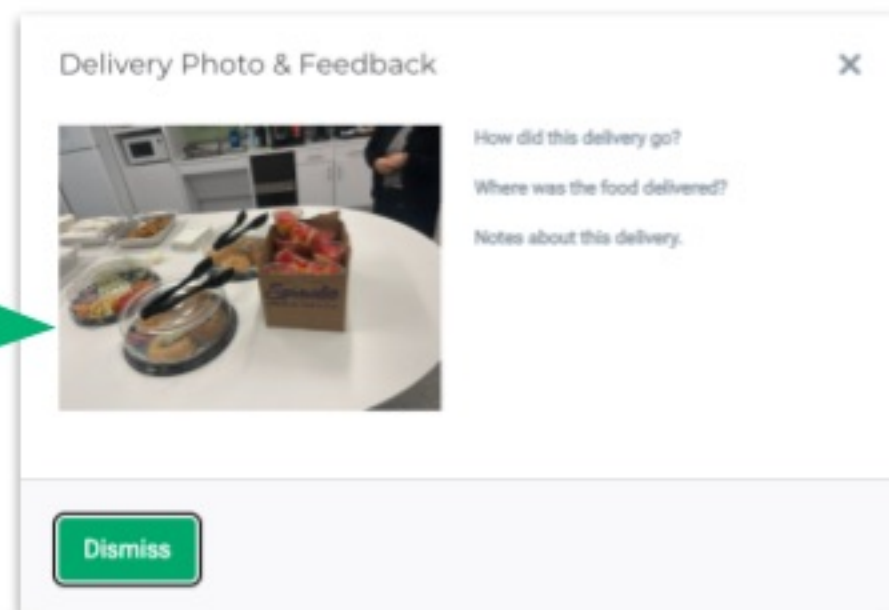 Delivery Photo & Feedback
How did this delivery go?
Where was the food delivered?
Notes about this delivery.
Dismiss